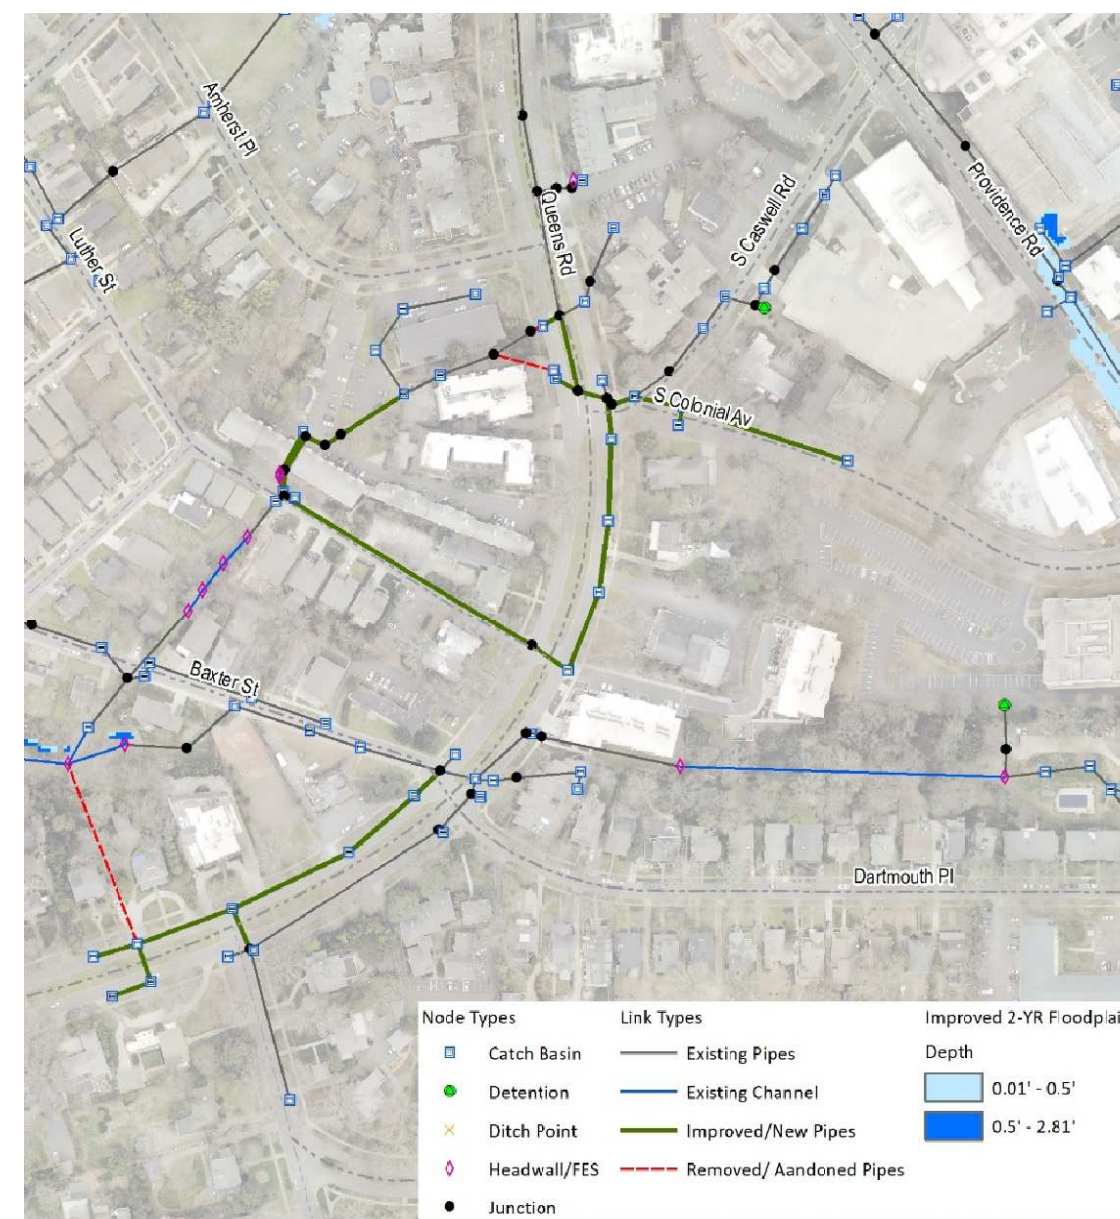 Amherst Pl
Providence Rd
S Caswell Rd
Queens Rd
Luther St
S Colonial Av
Baxter St
Dartmouth Pl
Node Types
Catch Basin
Detention
Ditch Point
Headwall/FES
Junction
Link Types
Existing Pipes
Existing Channel
Improved/New Pipes
Removed/ Aandoned Pipes
Improved 2-YR Floodplai
Depth
0.01' - 0.5'
0.5' - 2.81'